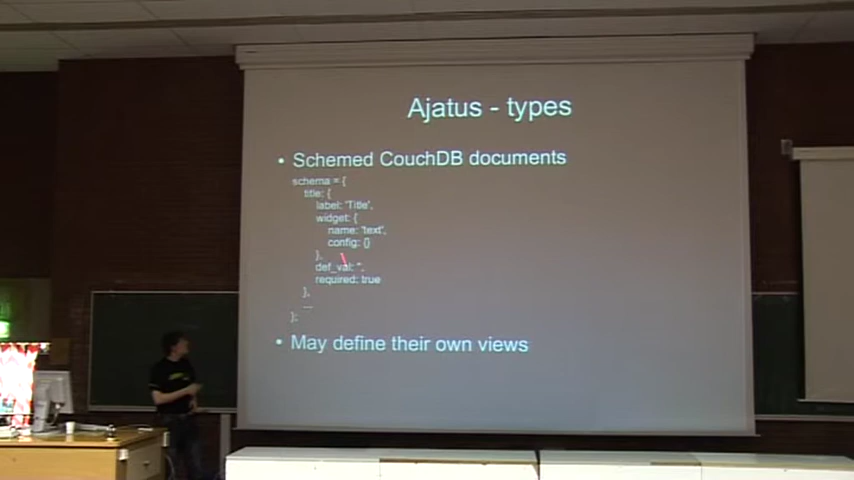 Ajatus - types
• Schemed CouchDB documents
schema = {
title: {
label: 'Title',
widget: {
name: 'text',
config: {}
},
def_val: '',
required: true
},
...
};
• May define their own views